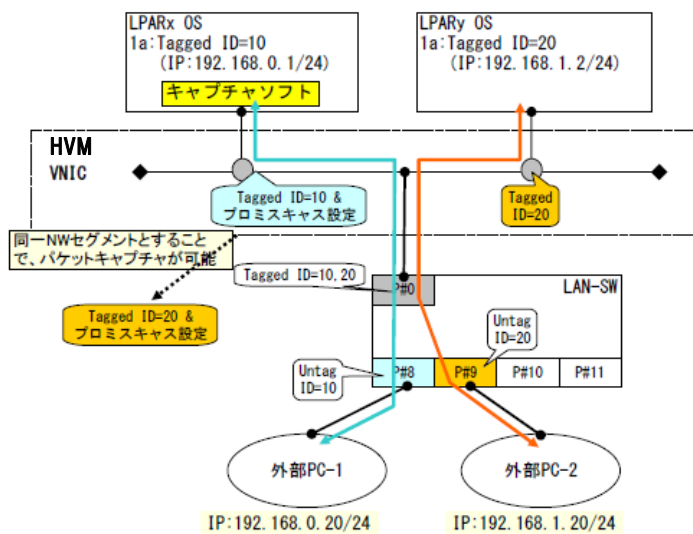 LPARx OS
1a:Tagged ID=10
(IP:192.168.0.1/24)
キャプチャソフト
LPARy OS
1a:Tagged ID=20
(IP:192.168.1.2/24)
HVM
VNIC
Tagged ID=10 &
プロミスキャス設定
Tagged
ID=20
同一NWセグメントとすること
で、パケットキャプチャが可能
Tagged ID=10,20
P#0
LAN-SW
Tagged ID=20 &
プロミスキャス設定
Untag
ID=20
Untag
ID=10
P#8
P#9
P#10
P#11
外部PC-1
外部PC-2
IP:192.168.0.20/24
IP:192.168.1.20/24